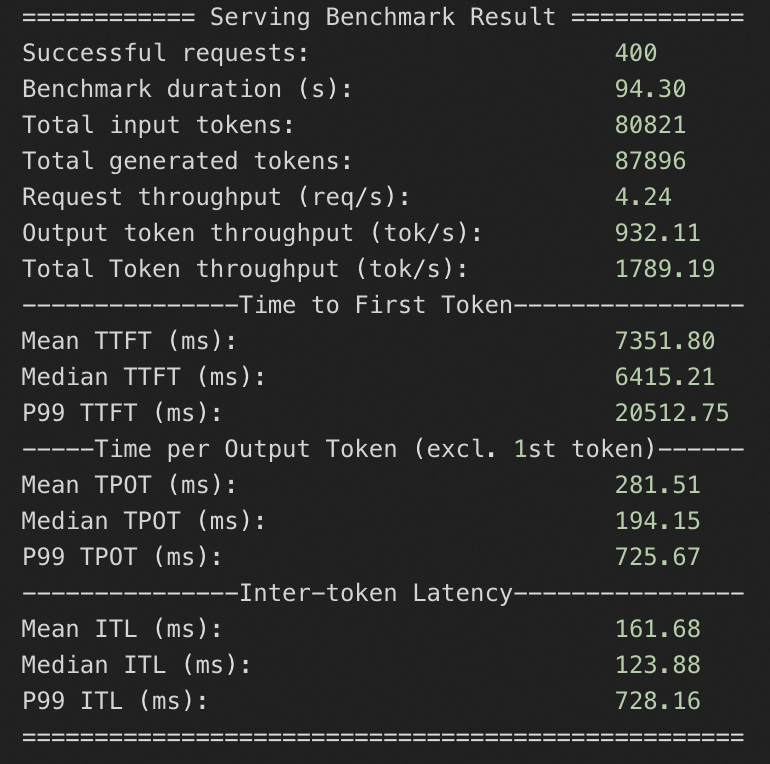 ============ Serving Benchmark Result ============
Successful requests:                     400
Benchmark duration (s):                  94.30
Total input tokens:                      80821
Total generated tokens:                  87896
Request throughput (req/s):              4.24
Output token throughput (tok/s):         932.11
Total Token throughput (tok/s):          1789.19
---------------Time to First Token----------------
Mean TTFT (ms):                          7351.80
Median TTFT (ms):                        6415.21
P99 TTFT (ms):                           20512.75
-----Time per Output Token (excl. 1st token)------
Mean TPOT (ms):                          281.51
Median TPOT (ms):                        194.15
P99 TPOT (ms):                           725.67
---------------Inter-token Latency----------------
Mean ITL (ms):                           161.68
Median ITL (ms):                         123.88
P99 ITL (ms):                            728.16
==================================================